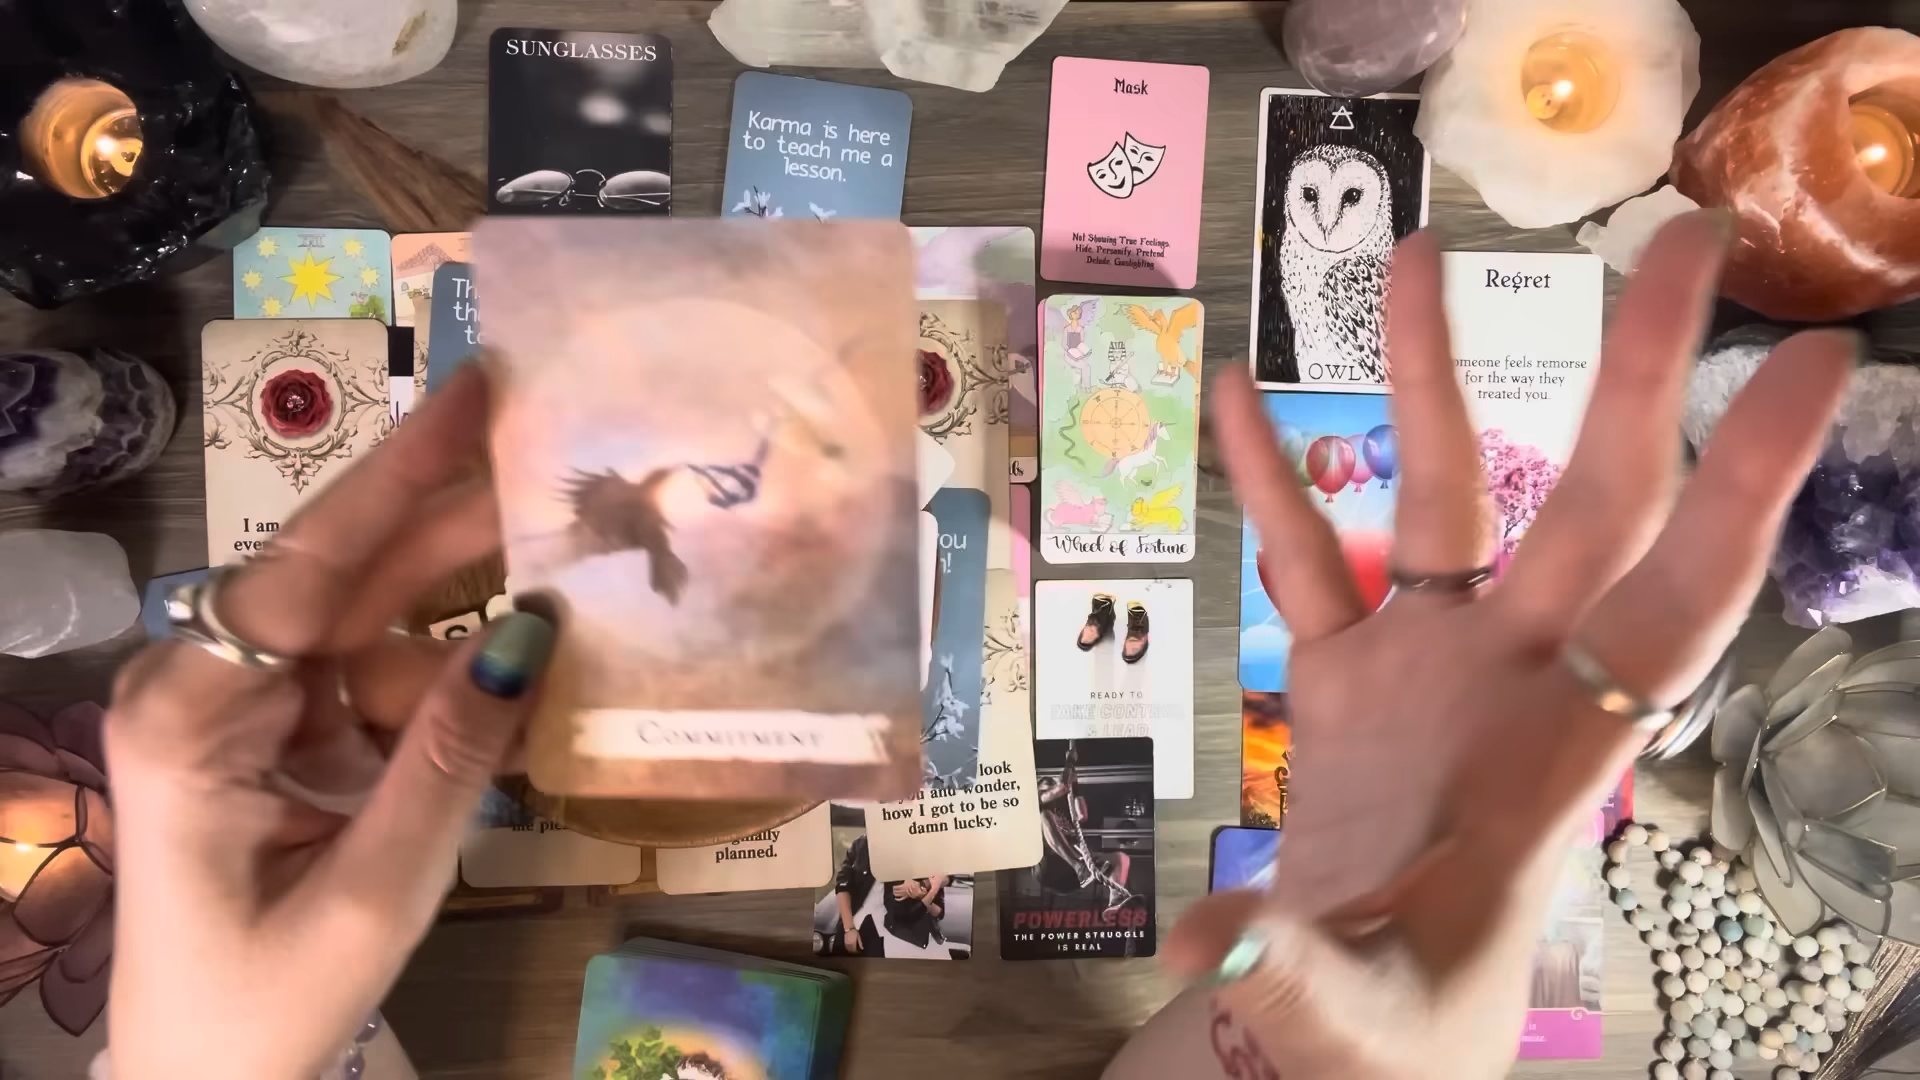 SUNGLASSES
Karma is here
to teach me a
lesson.
Mask
Not Showing True Feelings,
Hide, Personify, Pretend
Delude, Gaslighting
OWL
Regret
omeone feels remorse
for the way they
treated you.
Wheel of Fortune
I am
READY TO
TAKE CONTR
& LEAD
COMMITMENT
look
you and wonder,
how I got to be so
damn lucky.
planned.
POWERLESS
THE POWER STRUGGLE
IS REAL